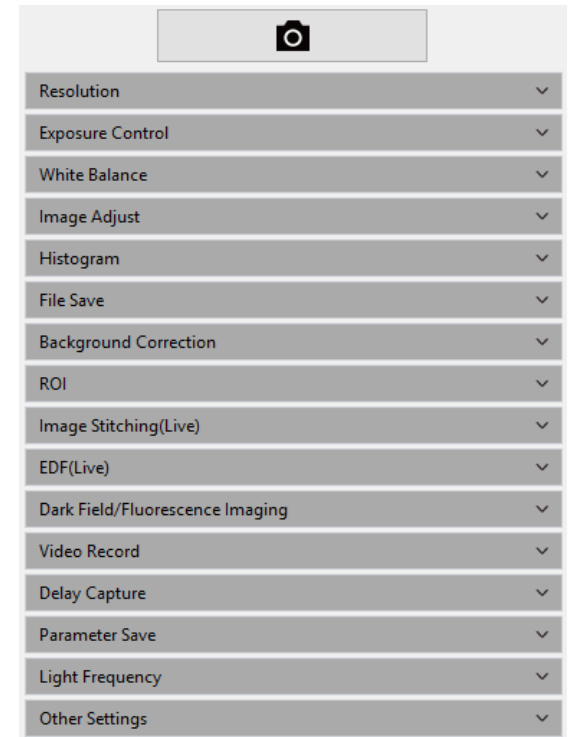 Resolution
Exposure Control
White Balance
Image Adjust
Histogram
File Save
Background Correction
ROI
Image Stitching(Live)
EDF(Live)
Dark Field/Fluorescence Imaging
Video Record
Delay Capture
Parameter Save
Light Frequency
Other Settings